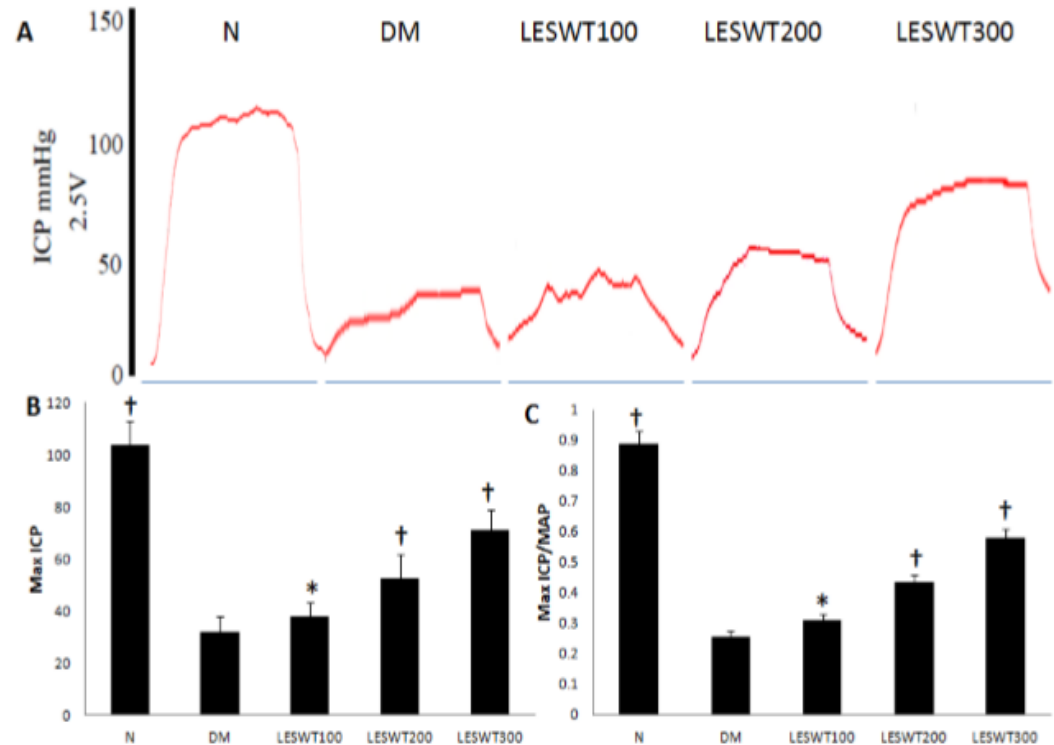 A
N
DM
LESWT100
LESWT200
LESWT300
ICP mmHg
2.5V
150
100
50
0
B
Max ICP
120
100
80
60
40
20
0
†
*
†
†
N
DM
LESWT100
LESWT200
LESWT300
C
Max ICP/MAP
1
0.9
0.8
0.7
0.6
0.5
0.4
0.3
0.2
0.1
0
†
*
†
†
N
DM
LESWT100
LESWT200
LESWT300